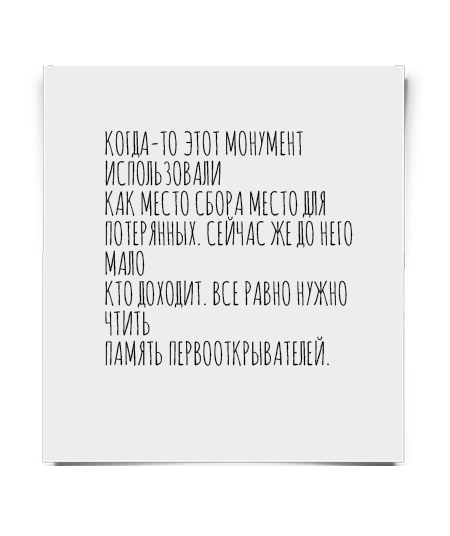 КОГДА-ТО ЭТОТ МОНУМЕНТ
ИСПОЛЬЗОВАЛИ
КАК МЕСТО СБОРА МЕСТО ДЛЯ
ПОТЕРЯННЫХ. СЕЙЧАС ЖЕ ДО НЕГО
МАЛО
КТО ДОХОДИТ. ВСЕ РАВНО НУЖНО
ЧТИТЬ
ПАМЯТЬ ПЕРВООТКРЫВАТЕЛЕЙ.